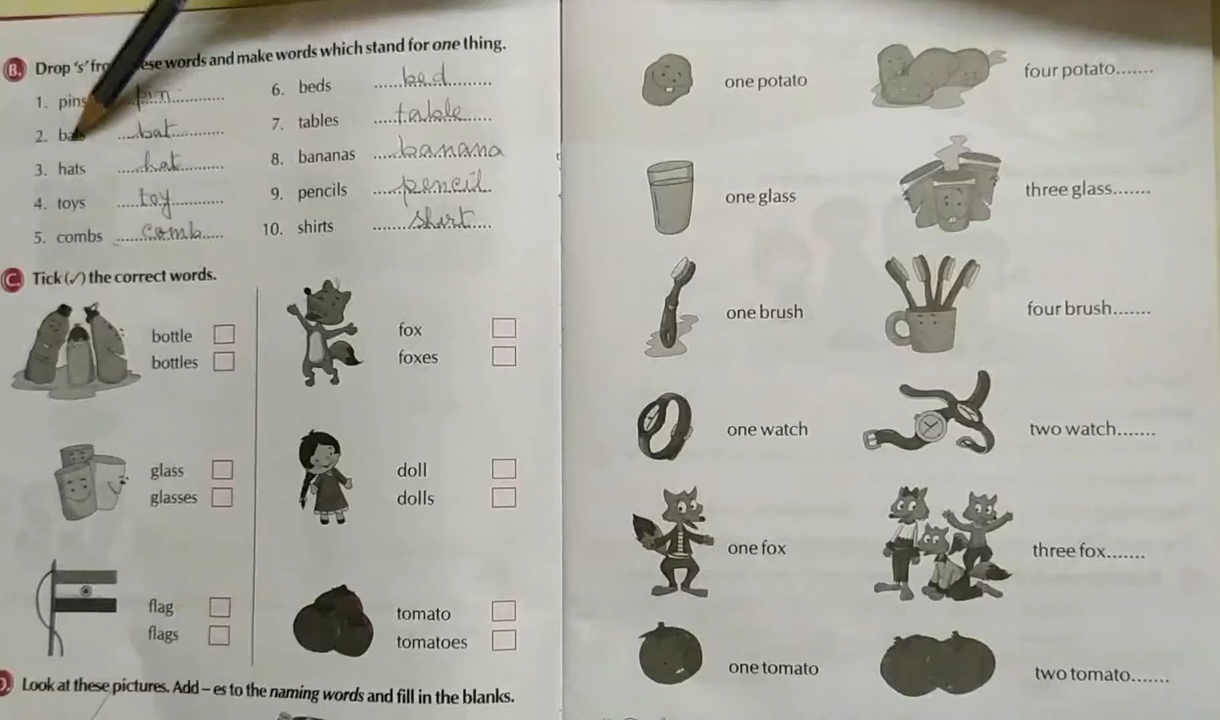 B. Drop 's' from these words and make words which stand for one thing.
1. pins pin
2. bats bat
3. hats hat
4. toys toy
5. combs comb
6. beds bed
7. tables table
8. bananas banana
9. pencils pencil
10. shirts shirt
C. Tick (✓) the correct words.
bottle
bottles
glass
glasses
flag
flags
fox
foxes
doll
dolls
tomato
tomatoes
D. Look at these pictures. Add – es to the naming words and fill in the blanks.
one potato four potato.......
one glass three glass.......
one brush four brush.......
one watch two watch.......
one fox three fox.......
one tomato two tomato.......